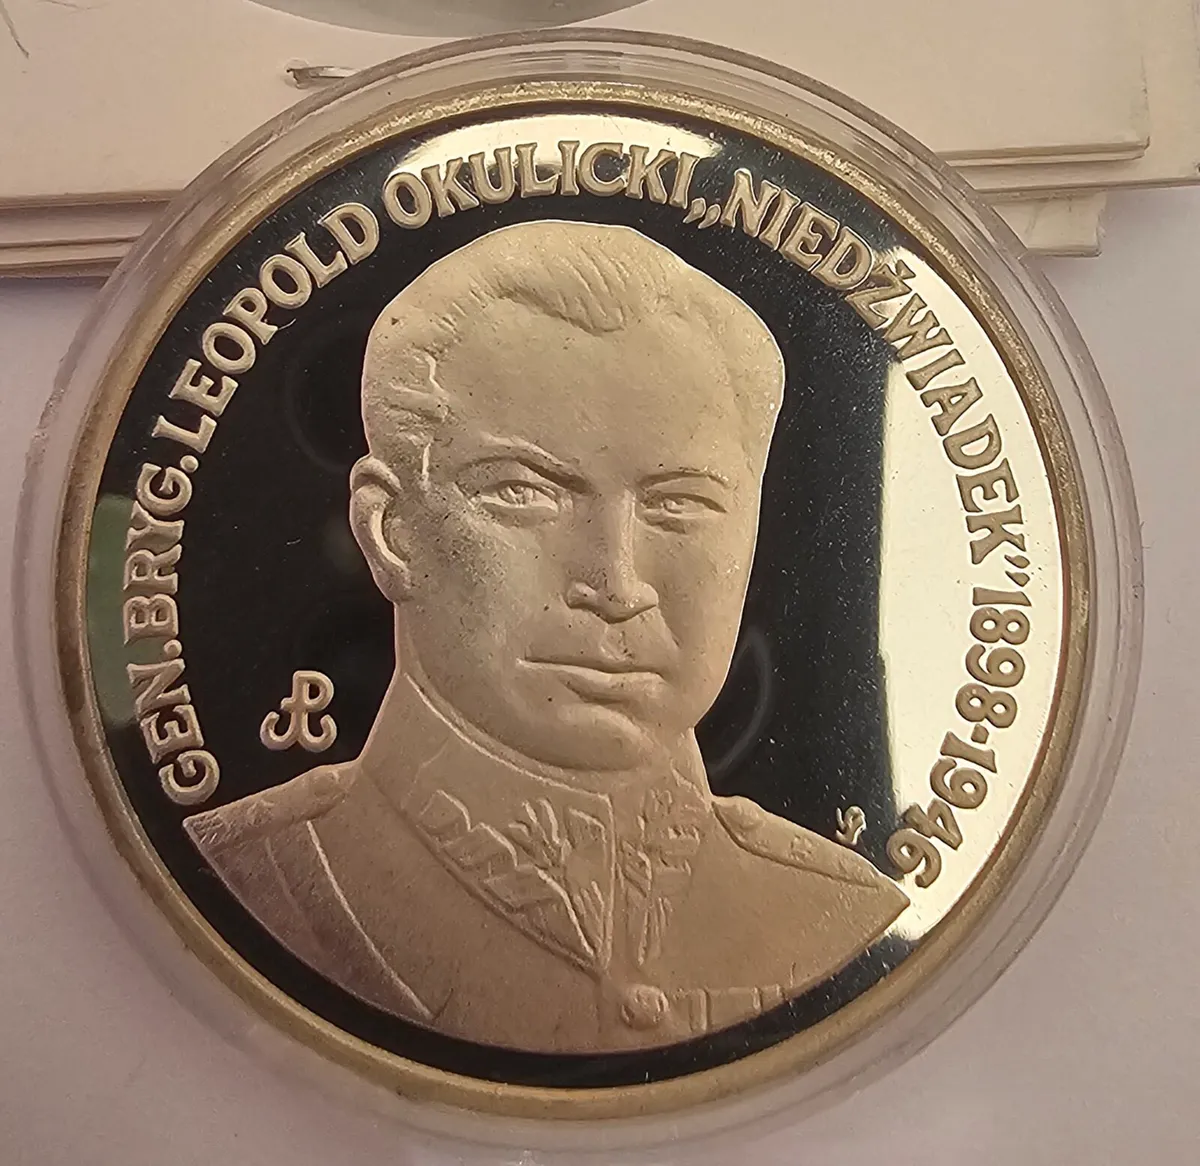 GEN.BRYG.LEOPOLD OKULICKI „NIEDŹWIADEK” 1898-1946